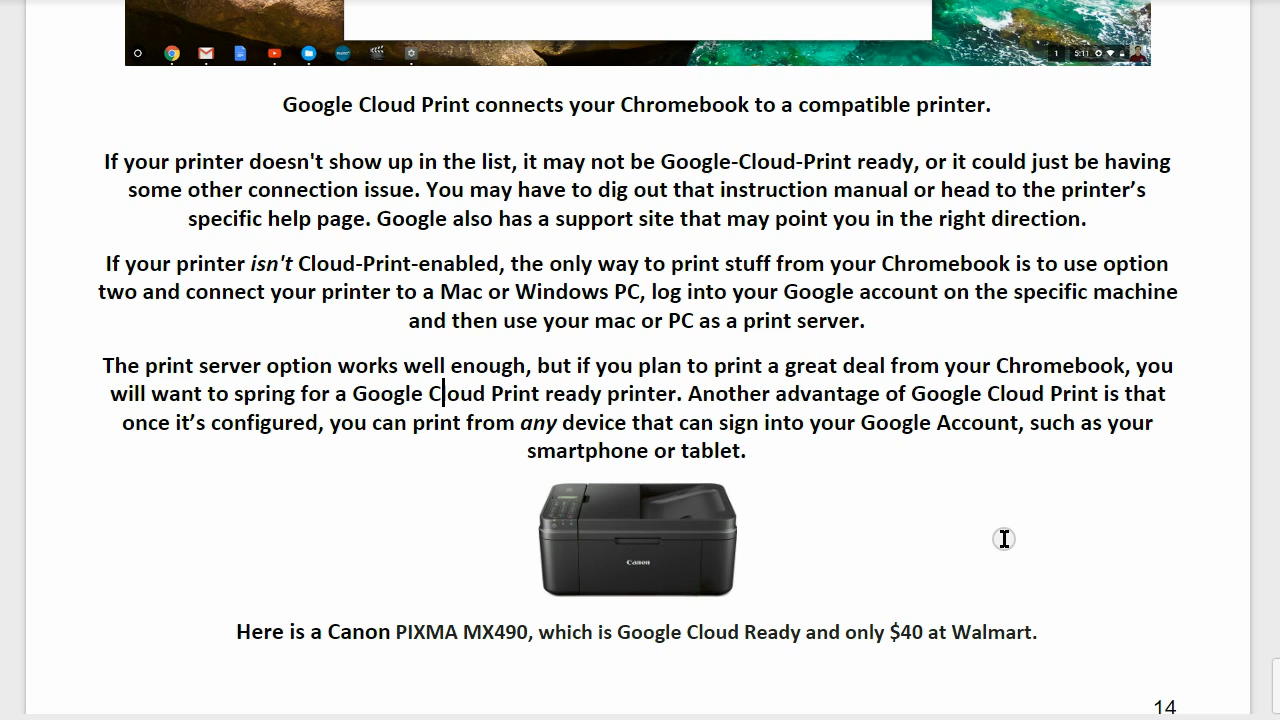 1 5:11
Google Cloud Print connects your Chromebook to a compatible printer.
If your printer doesn't show up in the list, it may not be Google-Cloud-Print ready, or it could just be having
some other connection issue. You may have to dig out that instruction manual or head to the printer’s
specific help page. Google also has a support site that may point you in the right direction.
If your printer isn't Cloud-Print-enabled, the only way to print stuff from your Chromebook is to use option
two and connect your printer to a Mac or Windows PC, log into your Google account on the specific machine
and then use your mac or PC as a print server.
The print server option works well enough, but if you plan to print a great deal from your Chromebook, you
will want to spring for a Google Cloud Print ready printer. Another advantage of Google Cloud Print is that
once it’s configured, you can print from any device that can sign into your Google Account, such as your
smartphone or tablet.
Canon
Here is a Canon PIXMA MX490, which is Google Cloud Ready and only $40 at Walmart.
14